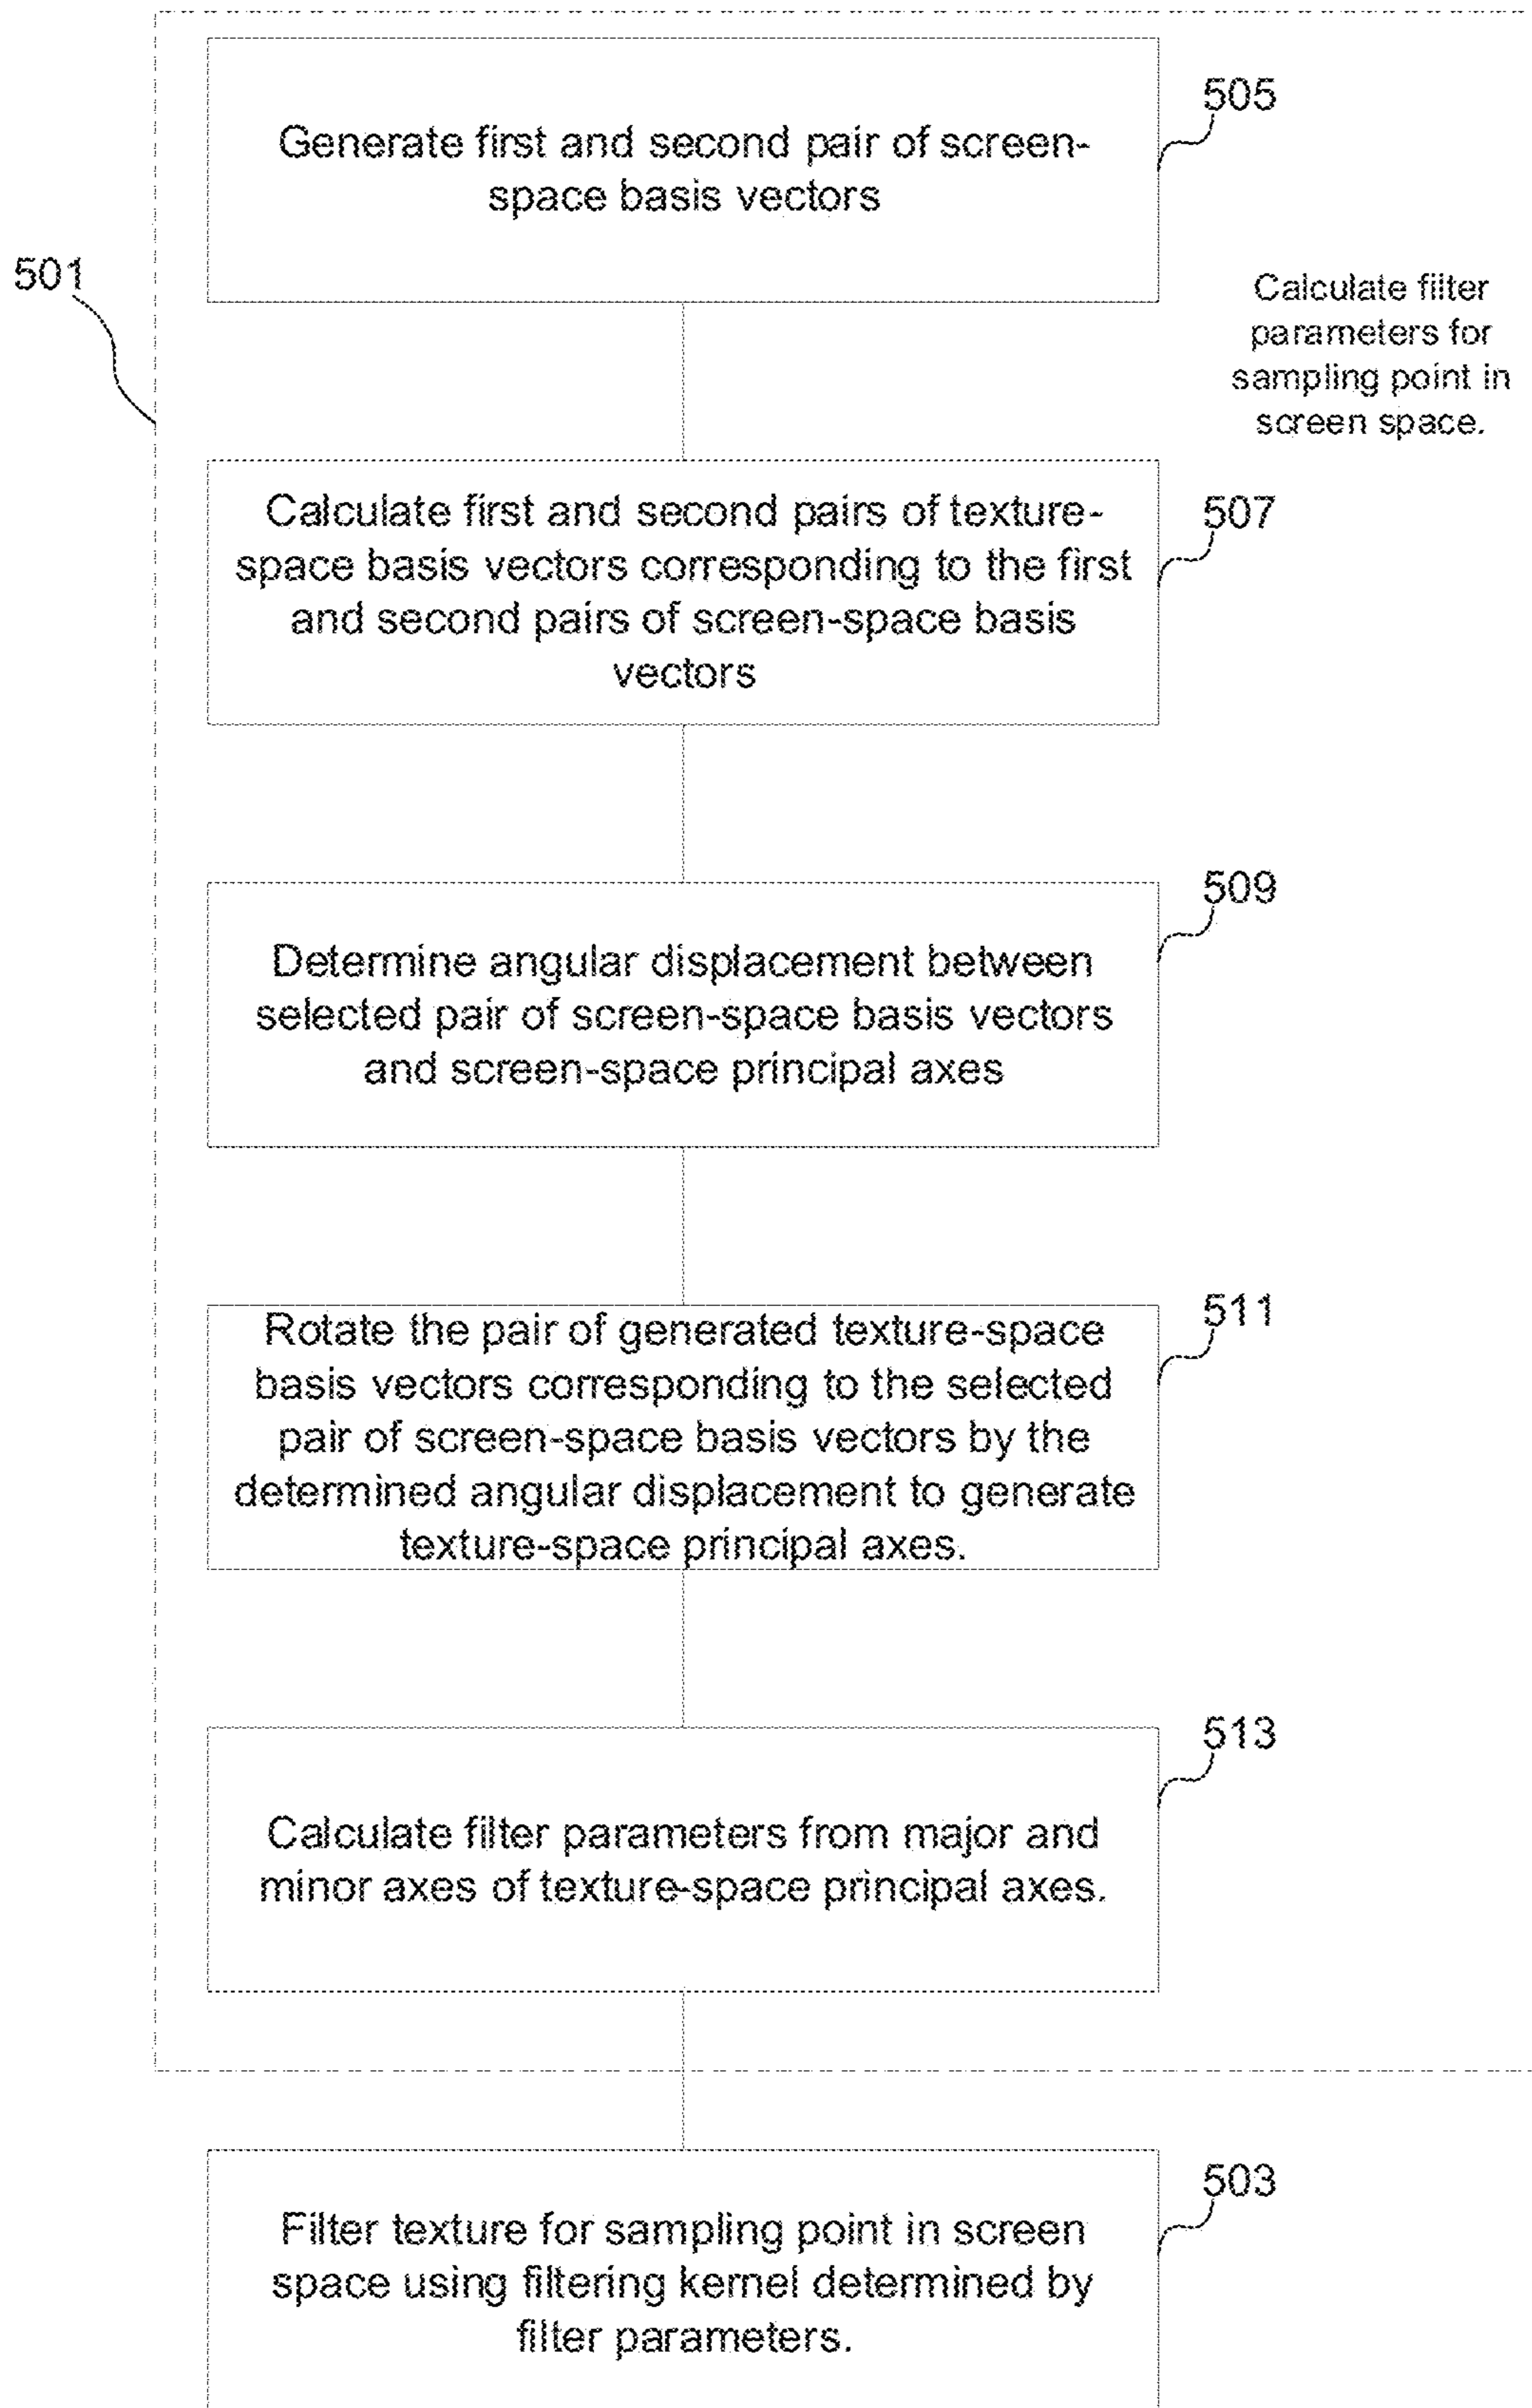 505
Generate first and second pair of screen-
space basis vectors
501
Calculate filter
parameters for
sampling point in
screen space.
Calculate first and second pairs of texture-
space basis vectors corresponding to the first
and second pairs of screen-space basis
vectors
507
509
Determine angular displacement between
selected pair of screen-space basis vectors
and screen-space principal axes
511
Rotate the pair of generated texture-space
basis vectors corresponding to the selected
pair of screen-space basis vectors by the
determined angular displacement to generate
texture-space principal axes.
513
Calculate filter parameters from major and
minor axes of texture-space principal axes.
503
Filter texture for sampling point in screen
space using filtering kernel determined by
filter parameters.